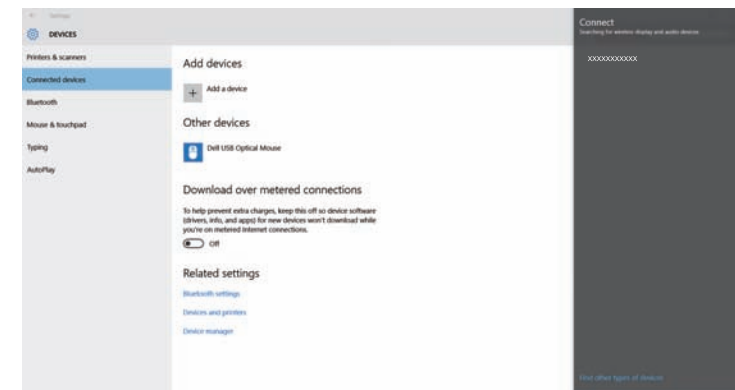 Settings
DEVICES
Printers & scanners
Connected devices
Bluetooth
Mouse & touchpad
Typing
AutoPlay
Add devices
Add a device
Other devices
Dell USB Optical Mouse
Download over metered connections
To help prevent extra charges, keep this off so device software
(drivers, info, and apps) for new devices won't download while
you're on metered Internet connections.
Off
Related settings
Bluetooth settings
Devices and printers
Device manager
Connect
Searching for wireless display and audio devices
xxxxxxxxxxx
Find other types of devices